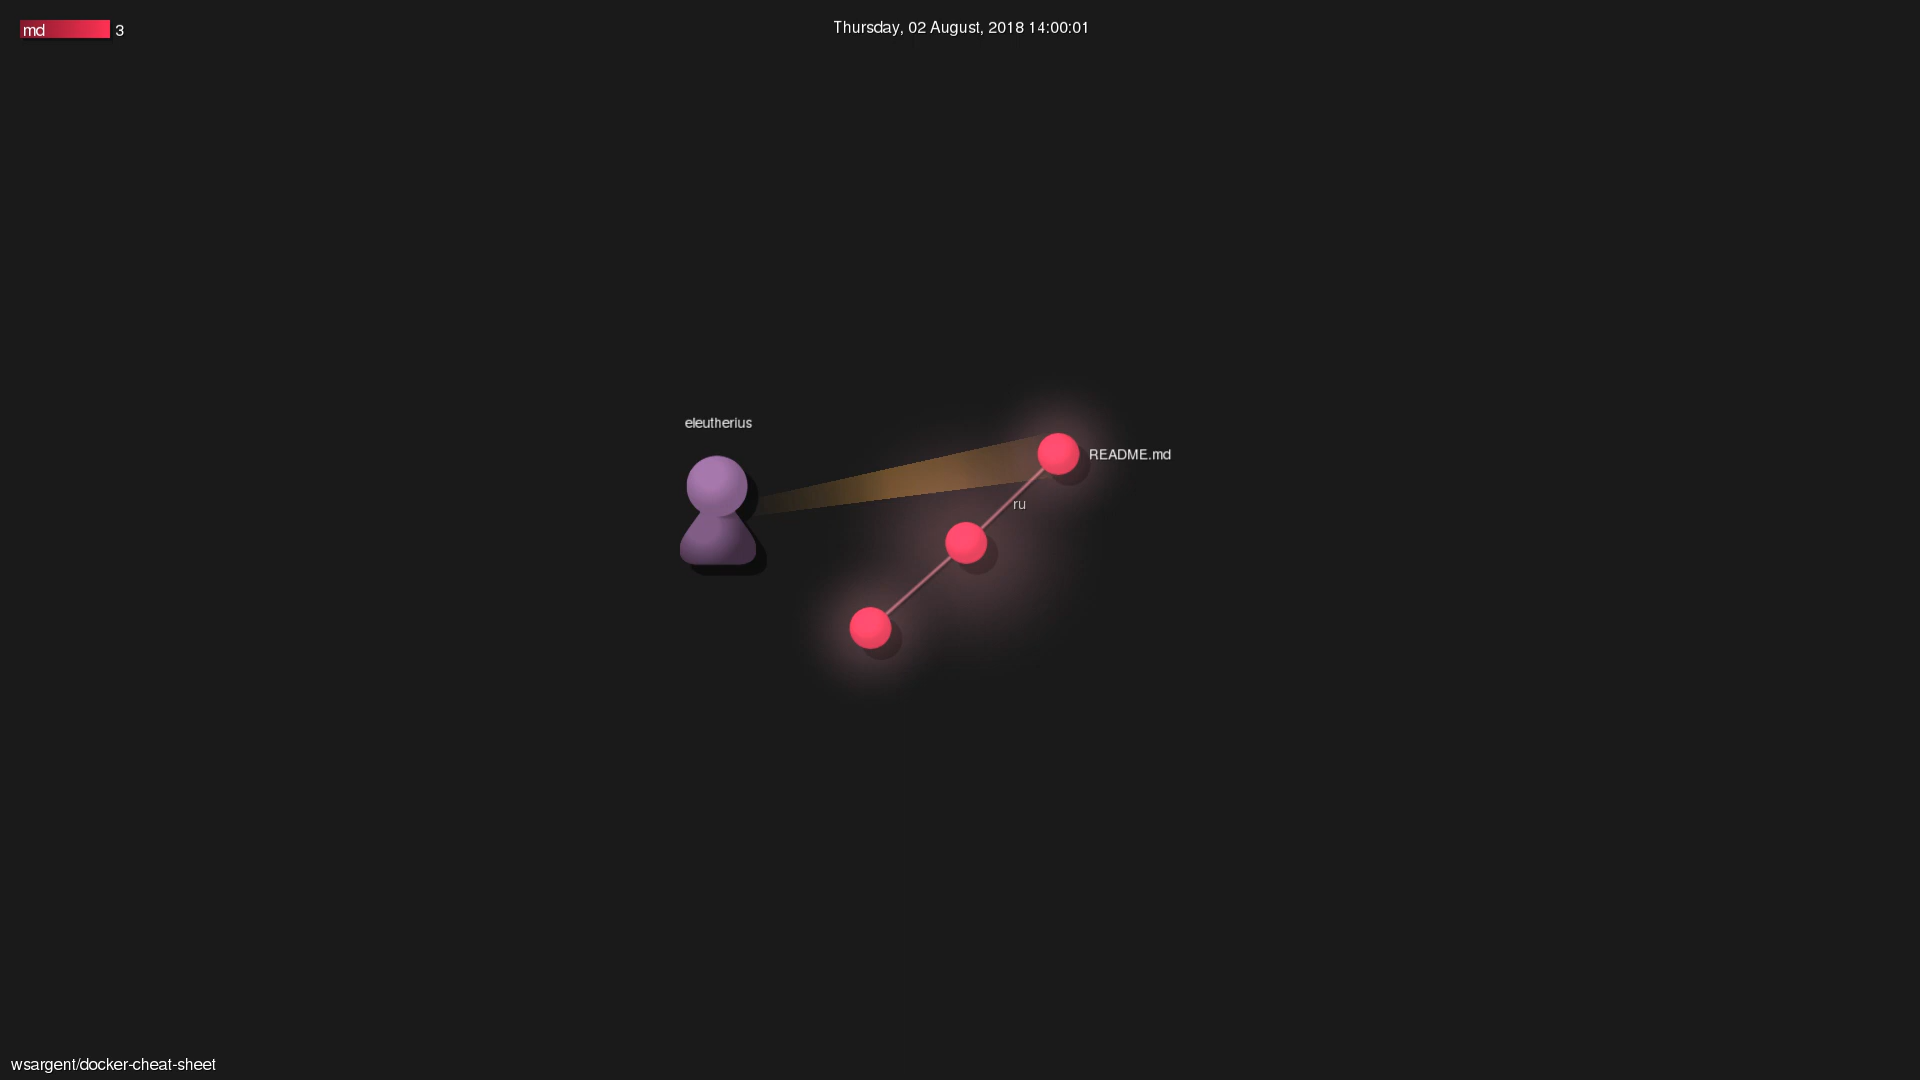 md 3
Thursday, 02 August, 2018 14:00:01
eleutherius
README.md
ru
wsargent/docker-cheat-sheet